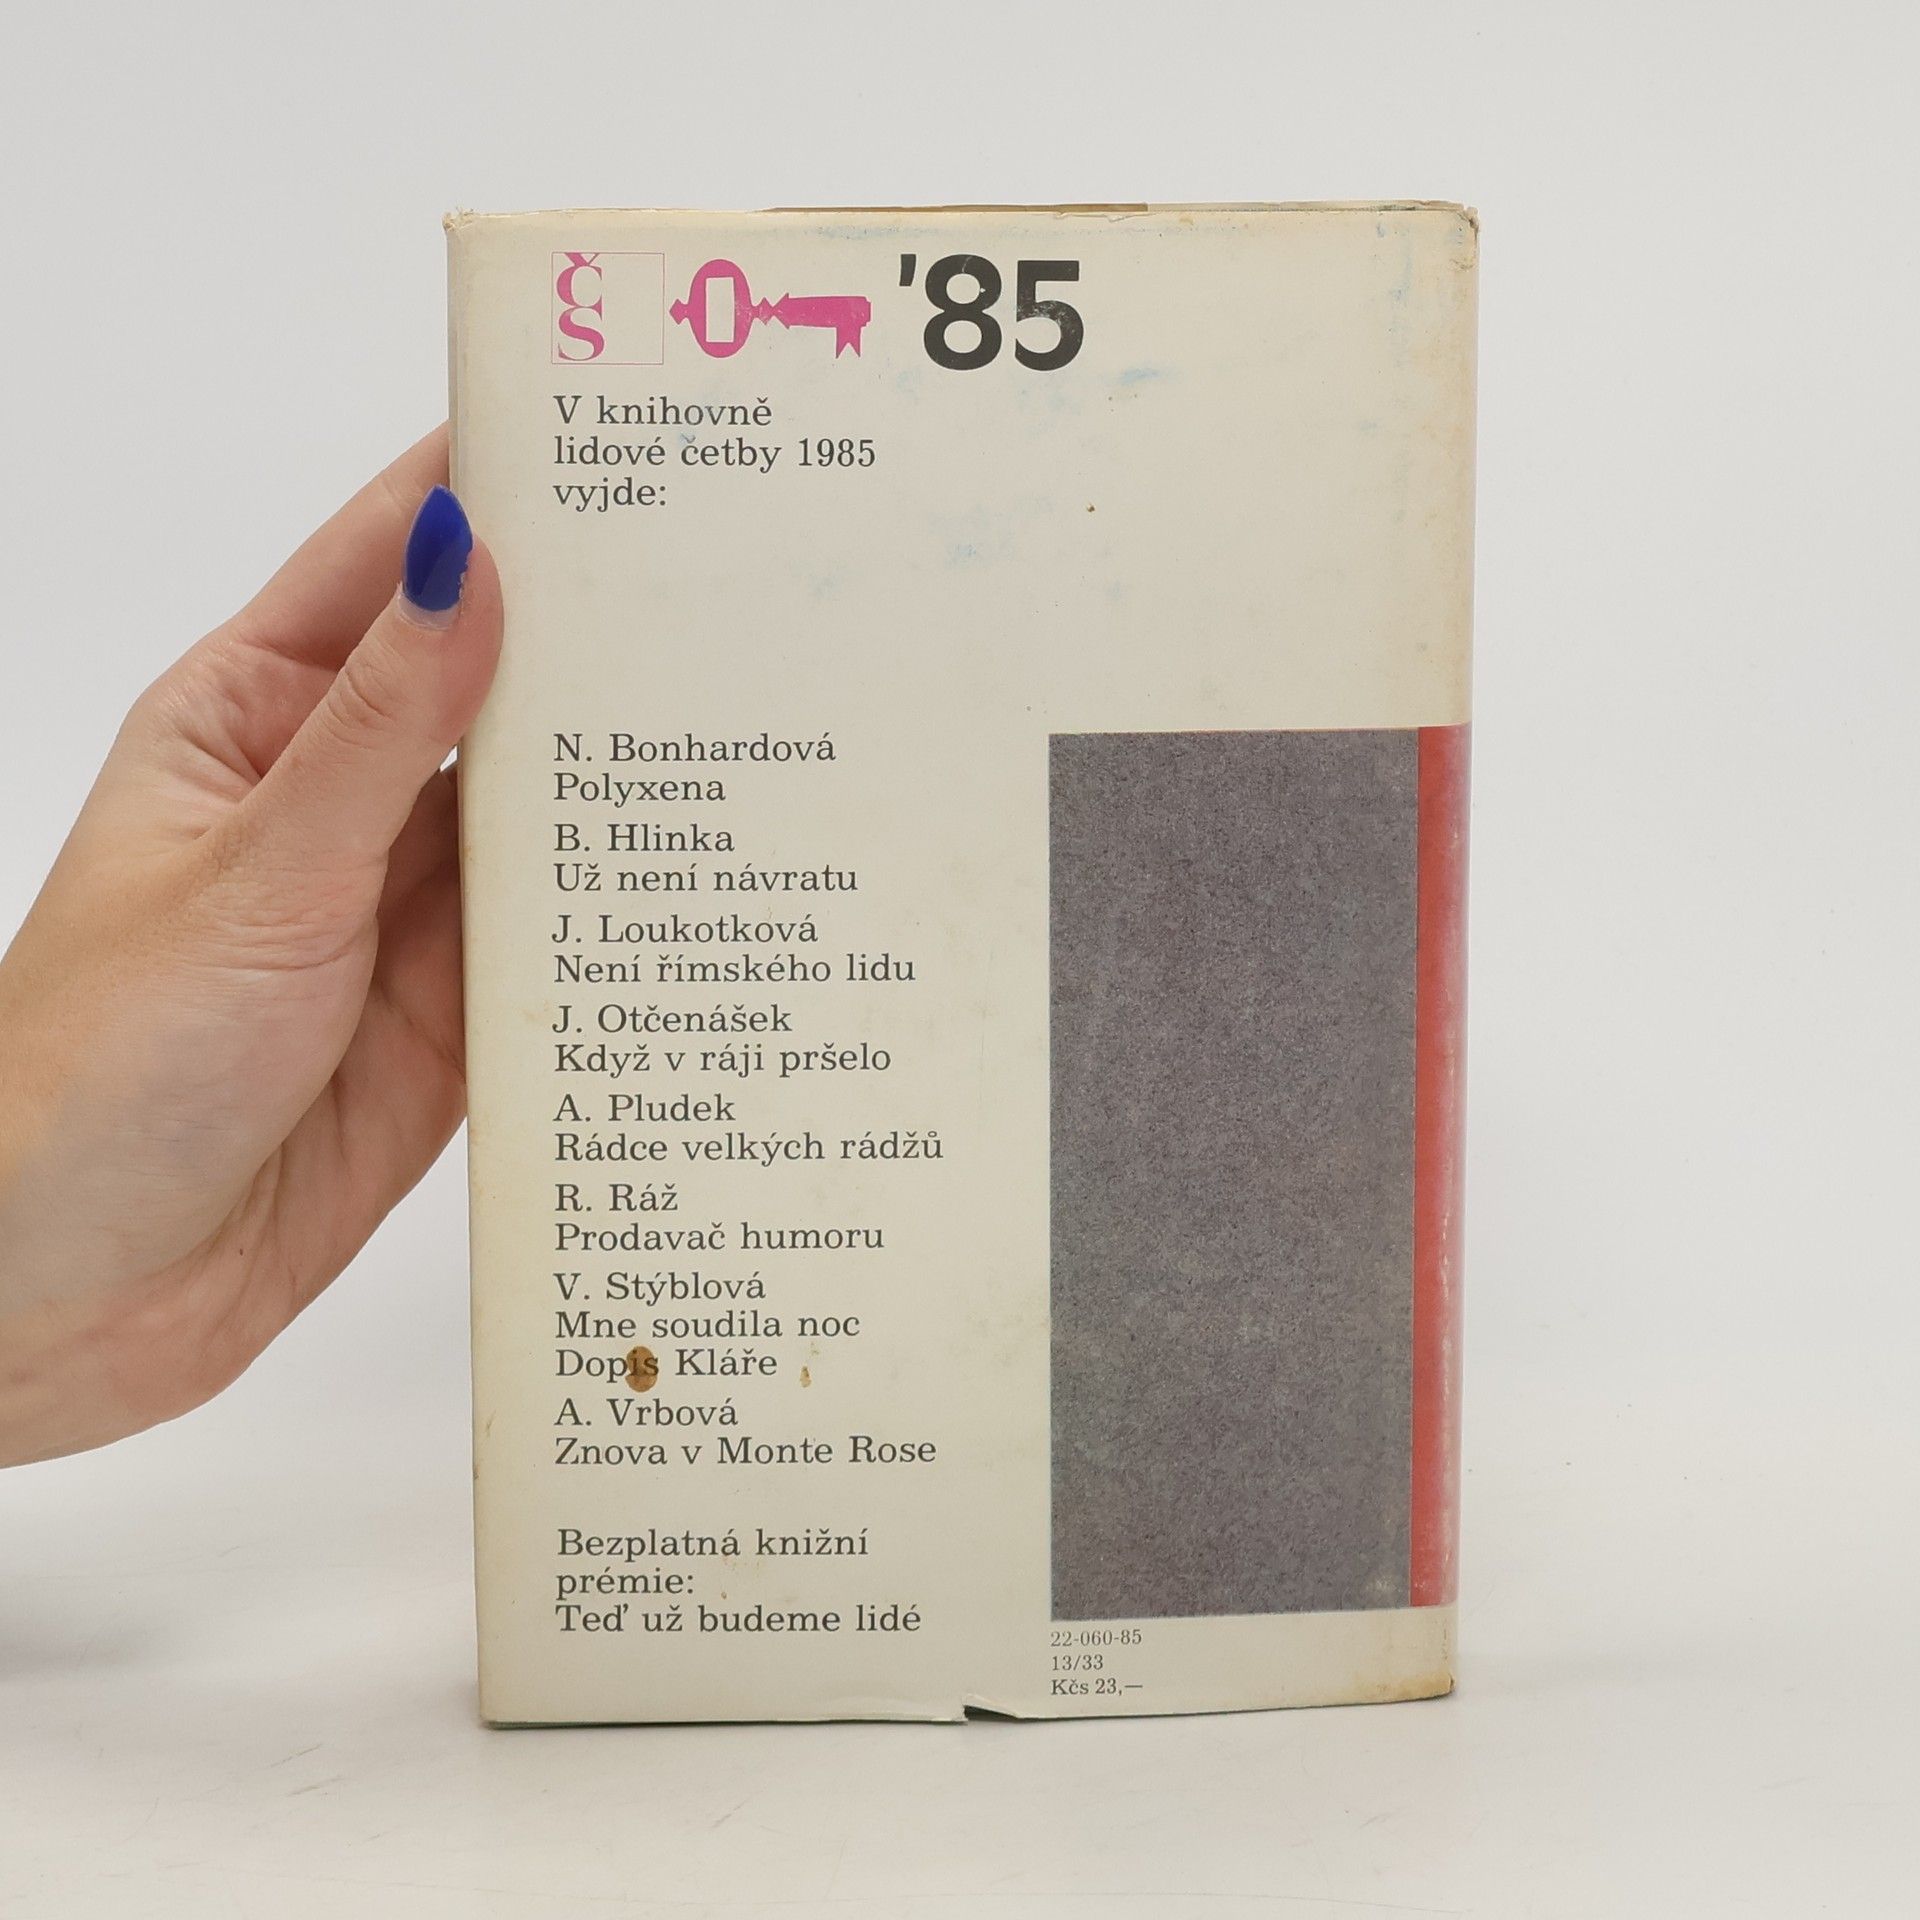 Č
S
'85
V knihovně
lidové četby 1985
vyjde:
N. Bonhardová
Polyxena
B. Hlinka
Už není návratu
J. Loukotková
Není římského lidu
J. Otčenášek
Když v ráji pršelo
A. Pludek
Rádce velkých rádžů
R. Ráž
Prodavač humoru
V. Stýblová
Mne soudila noc
Dopis Kláře
A. Vrbová
Znova v Monte Rose
Bezplatná knižní
prémie:
Teď už budeme lidé
22-060-85
13/33
Kčs 23,—